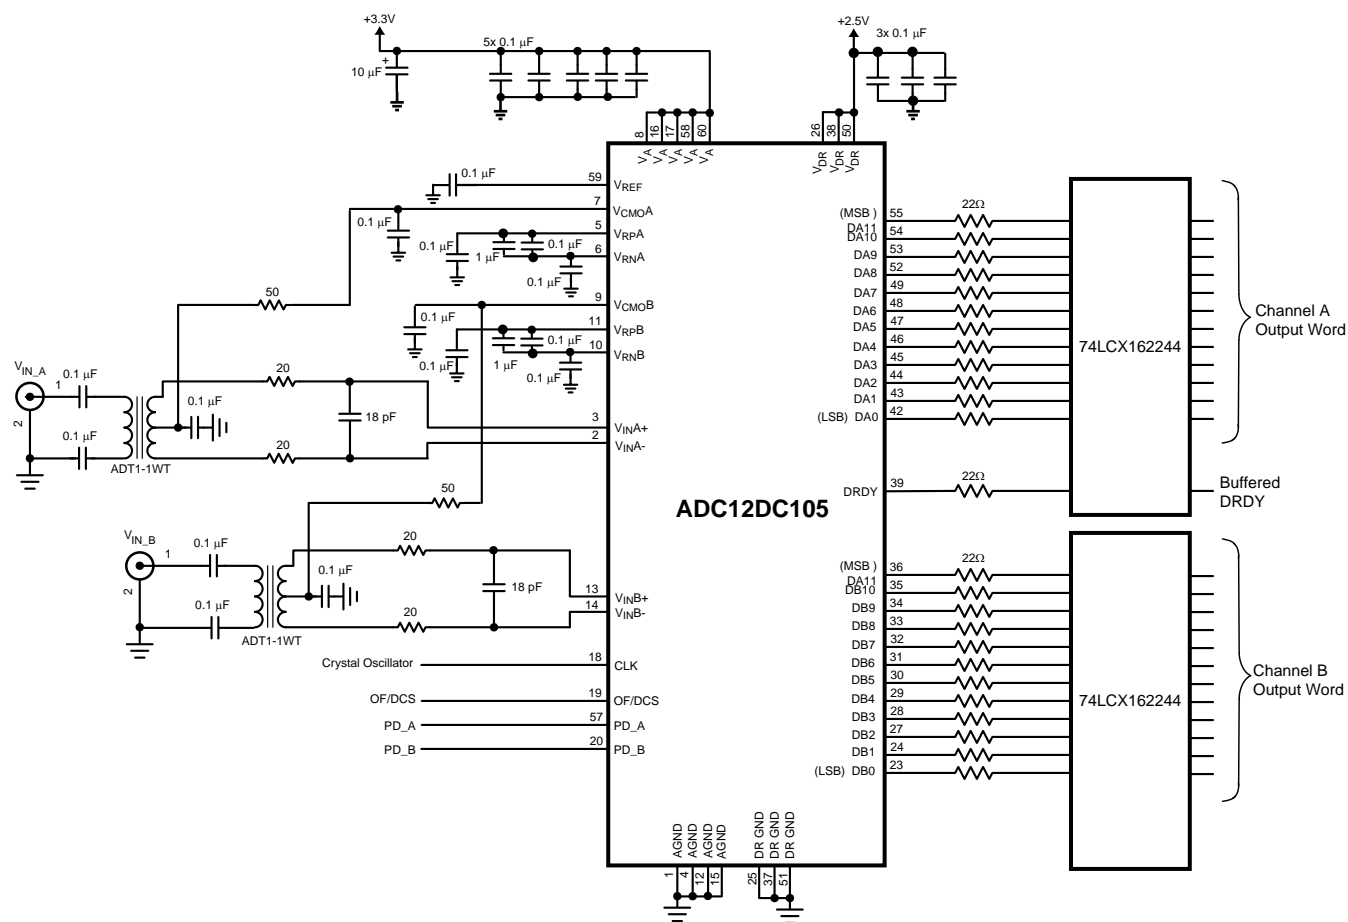 +3.3V
+2.5V
5x 0.1 µF
3x 0.1 µF
+
10 µF
8
16
17
58
60
26
38
50
VA
VA
VA
VA
VA
VDR
VDR
VDR
0.1 µF
59
VREF
7
VCMOA
0.1 µF
5
VRPA
0.1 µF
1 µF
0.1 µF
6
VRNA
0.1 µF
50
9
VCMOB
0.1 µF
11
VRPB
0.1 µF
1 µF
0.1 µF
10
VRNB
0.1 µF
VIN_A
1
2
0.1 µF
0.1 µF
ADT1-1WT
0.1 µF
20
20
18 pF
3
VINA+
2
VINA-
50
VIN_B
1
2
0.1 µF
0.1 µF
ADT1-1WT
0.1 µF
20
20
18 pF
13
VINB+
14
VINB-
Crystal Oscillator
18
CLK
OF/DCS
19
OF/DCS
PD_A
57
PD_A
PD_B
20
PD_B
ADC12DC105
(MSB )
DA11
55
22Ω
DA10
54
DA9
53
DA8
52
DA7
49
DA6
48
DA5
47
DA4
46
DA3
45
DA2
44
DA1
43
(LSB) DA0
42
74LCX162244
Channel A
Output Word
DRDY
39
22Ω
Buffered
DRDY
(MSB )
DA11
36
22Ω
DB10
35
DB9
34
DB8
33
DB7
32
DB6
31
DB5
30
DB4
29
DB3
28
DB2
27
DB1
24
(LSB) DB0
23
74LCX162244
Channel B
Output Word
AGND
AGND
AGND
AGND
DR GND
DR GND
DR GND
1
4
12
15
25
37
51